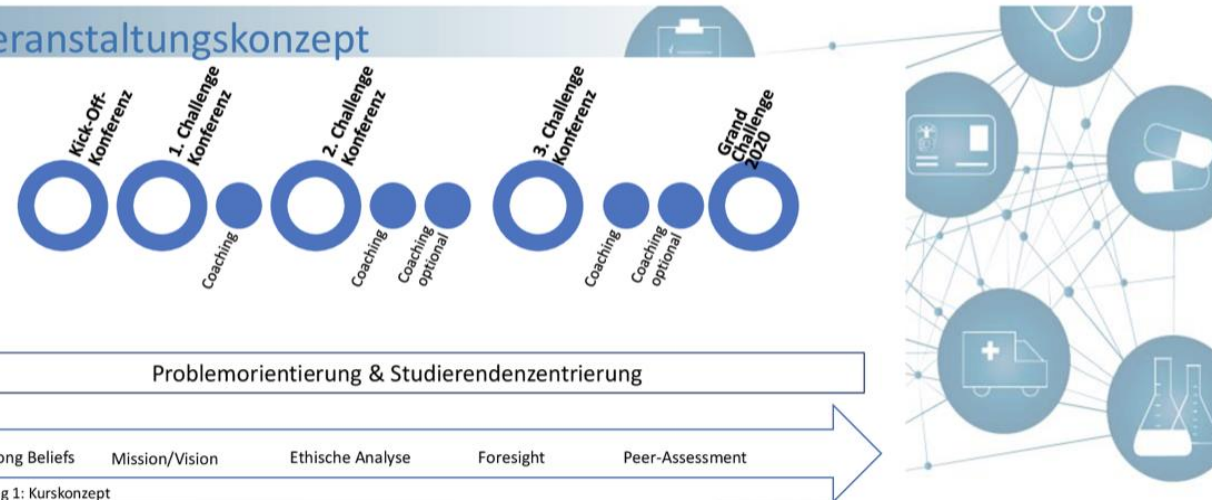 eranstaltungskonzept
Kick-Off-
Konferenz
1. Challenge
Konferenz
2. Challenge
Konferenz
3. Challenge
Konferenz
Grand
Challenge
2020
Coaching
Coaching
Coaching
optional
Coaching
Coaching
optional
Problemorientierung & Studierendenzentrierung
ong Beliefs Mission/Vision Ethische Analyse Foresight Peer-Assessment
g 1: Kurskonzept